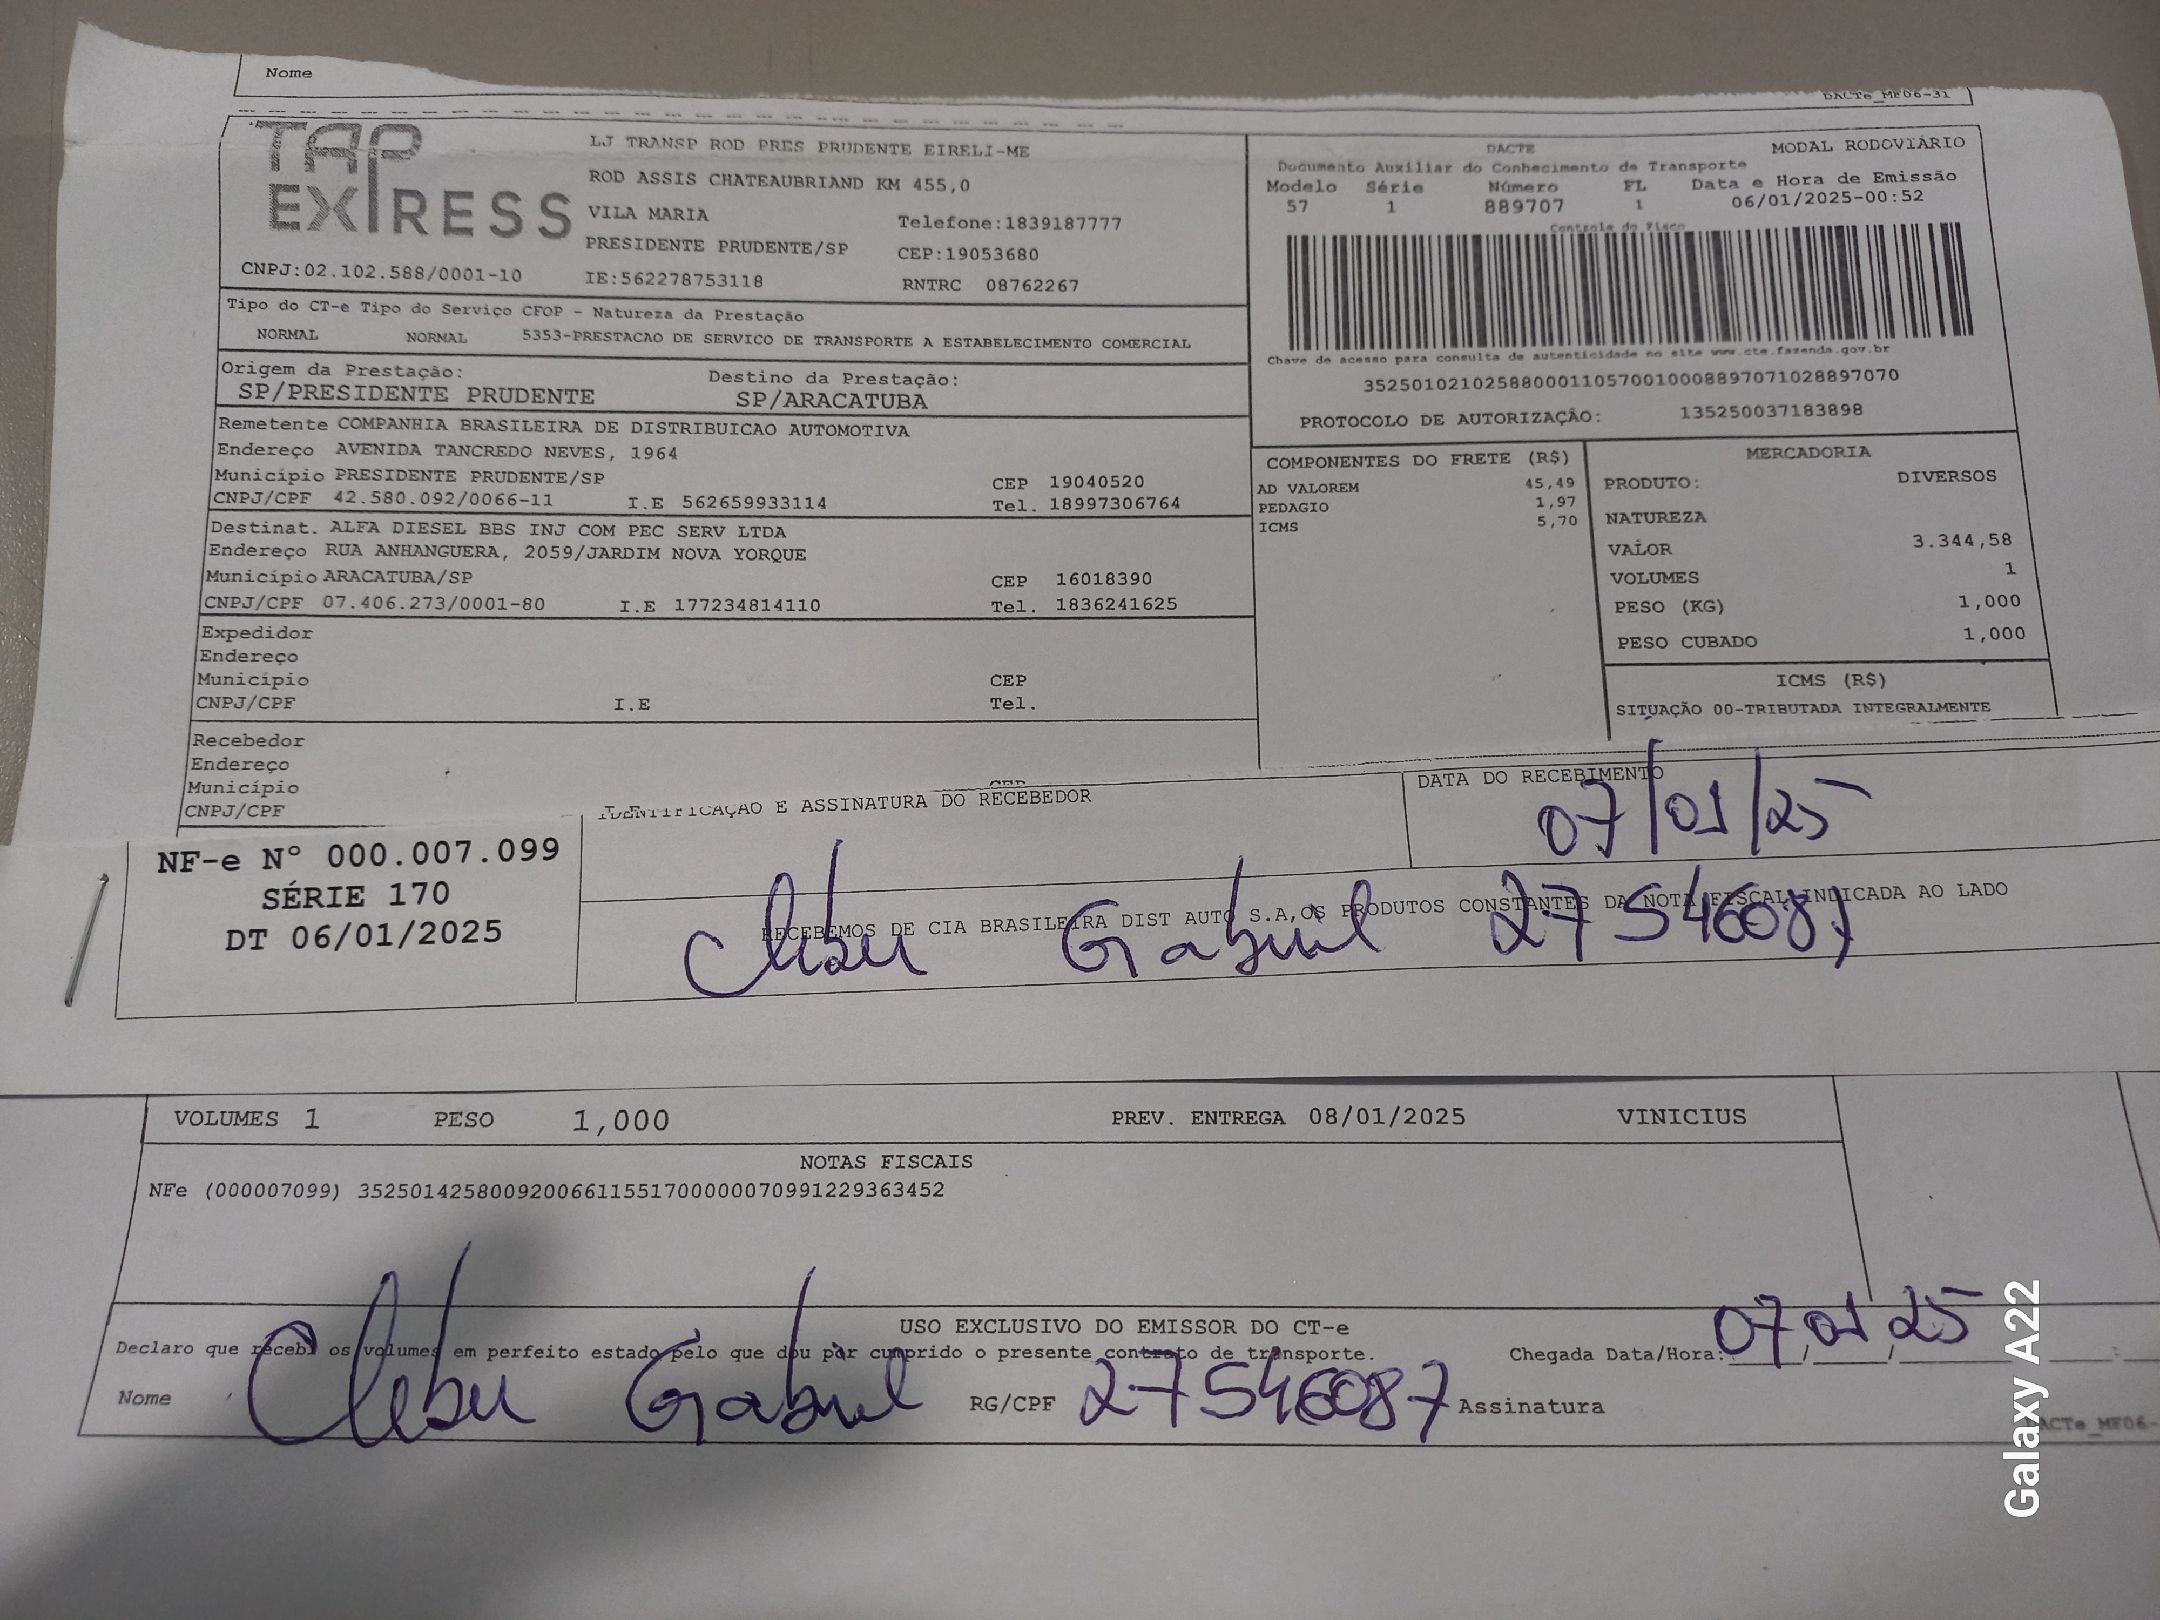 Nome
DACTe_MF06-31
TAP EXPRESS
LJ TRANSP ROD PRES PRUDENTE EIRELI-ME
ROD ASSIS CHATEAUBRIAND KM 455,0
VILA MARIA Telefone:1839187777
PRESIDENTE PRUDENTE/SP CEP:19053680
CNPJ:02.102.588/0001-10 IE:562278753118 RNTRC 08762267
DACTE MODAL RODOVIÁRIO
Documento Auxiliar do Conhecimento de Transporte
Modelo Série Número FL Data e Hora de Emissão
57 1 889707 1 06/01/2025-00:52
Controle do Fisco
Chave de acesso para consulta de autenticidade no site www.cte.fazenda.gov.br
35250102102588000110570010008897071028897070
PROTOCOLO DE AUTORIZAÇÃO: 135250037183898
Tipo do CT-e Tipo do Serviço CFOP - Natureza da Prestação
NORMAL NORMAL 5353-PRESTACAO DE SERVICO DE TRANSPORTE A ESTABELECIMENTO COMERCIAL
Origem da Prestação: Destino da Prestação:
SP/PRESIDENTE PRUDENTE SP/ARACATUBA
Remetente COMPANHIA BRASILEIRA DE DISTRIBUICAO AUTOMOTIVA
Endereço AVENIDA TANCREDO NEVES, 1964
Município PRESIDENTE PRUDENTE/SP CEP 19040520
CNPJ/CPF 42.580.092/0066-11 I.E 562659933114 Tel. 18997306764
Destinat. ALFA DIESEL BBS INJ COM PEC SERV LTDA
Endereço RUA ANHANGUERA, 2059/JARDIM NOVA YORQUE
Município ARACATUBA/SP CEP 16018390
CNPJ/CPF 07.406.273/0001-80 I.E 177234814110 Tel. 1836241625
Expedidor
Endereço
Município CEP
CNPJ/CPF I.E Tel.
Recebedor
Endereço
Município CEP
CNPJ/CPF
COMPONENTES DO FRETE (R$)
AD VALOREM 45,49
PEDAGIO 1,97
ICMS 5,70
MERCADORIA
PRODUTO: DIVERSOS
NATUREZA
VALOR 3.344,58
VOLUMES 1
PESO (KG) 1,000
PESO CUBADO 1,000
ICMS (R$)
SITUAÇÃO 00-TRIBUTADA INTEGRALMENTE
IDENTIFICAÇÃO E ASSINATURA DO RECEBEDOR
DATA DO RECEBIMENTO
07/01/25
NF-e Nº 000.007.099
SÉRIE 170
DT 06/01/2025
RECEBEMOS DE CIA BRASILEIRA DIST AUTO S.A,OS PRODUTOS CONSTANTES DA NOTA FISCAL INDICADA AO LADO
Gabriel 27546087
VOLUMES 1 PESO 1,000 PREV. ENTREGA 08/01/2025 VINICIUS
NOTAS FISCAIS
NFe (000007099) 35250142580092006611551700000070991229363452
USO EXCLUSIVO DO EMISSOR DO CT-e
Declaro que recebi os volumes em perfeito estado pelo que dou por cumprido o presente contrato de transporte. Chegada Data/Hora: 07 01 25
Nome Gabriel RG/CPF 27546087 Assinatura
DACTe_MF06-
Galaxy A22